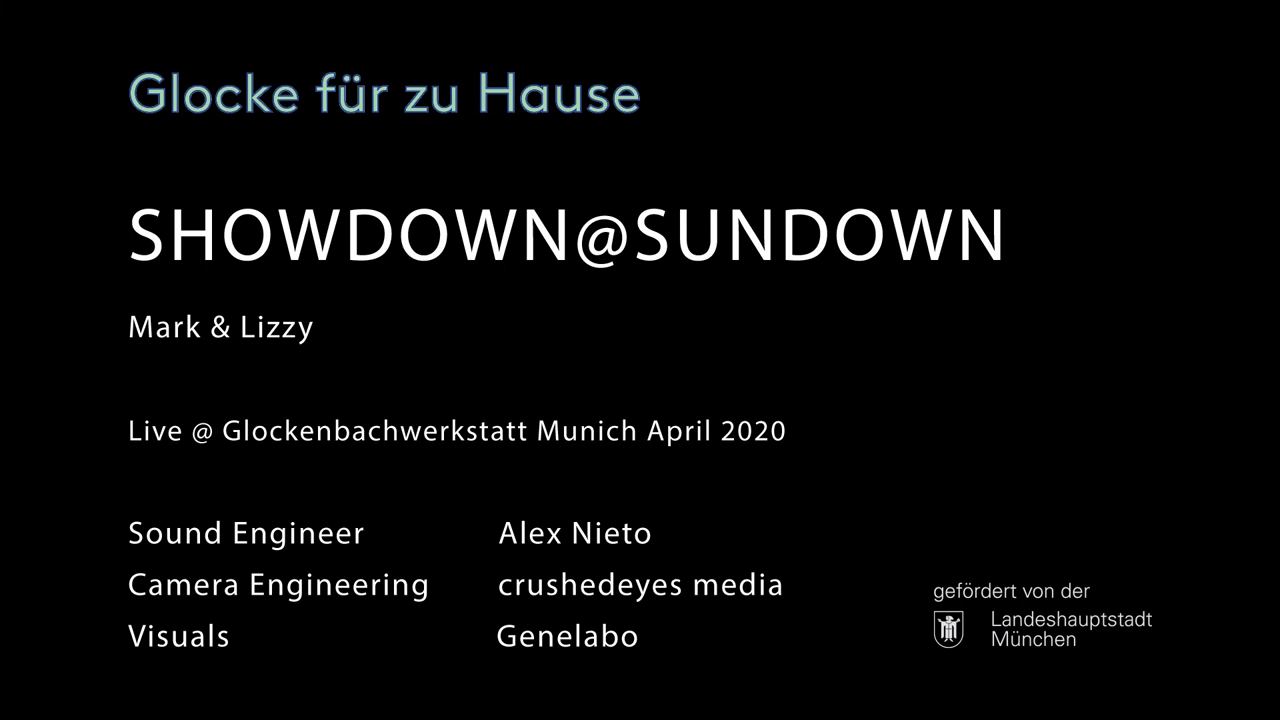 Glocke für zu Hause
SHOWDOWN@SUNDOWN
Mark & Lizzy
Live @ Glockenbachwerkstatt Munich April 2020
Sound Engineer Alex Nieto
Camera Engineering crushedeyes media
Visuals Genelabo
gefördert von der
Landeshauptstadt
München